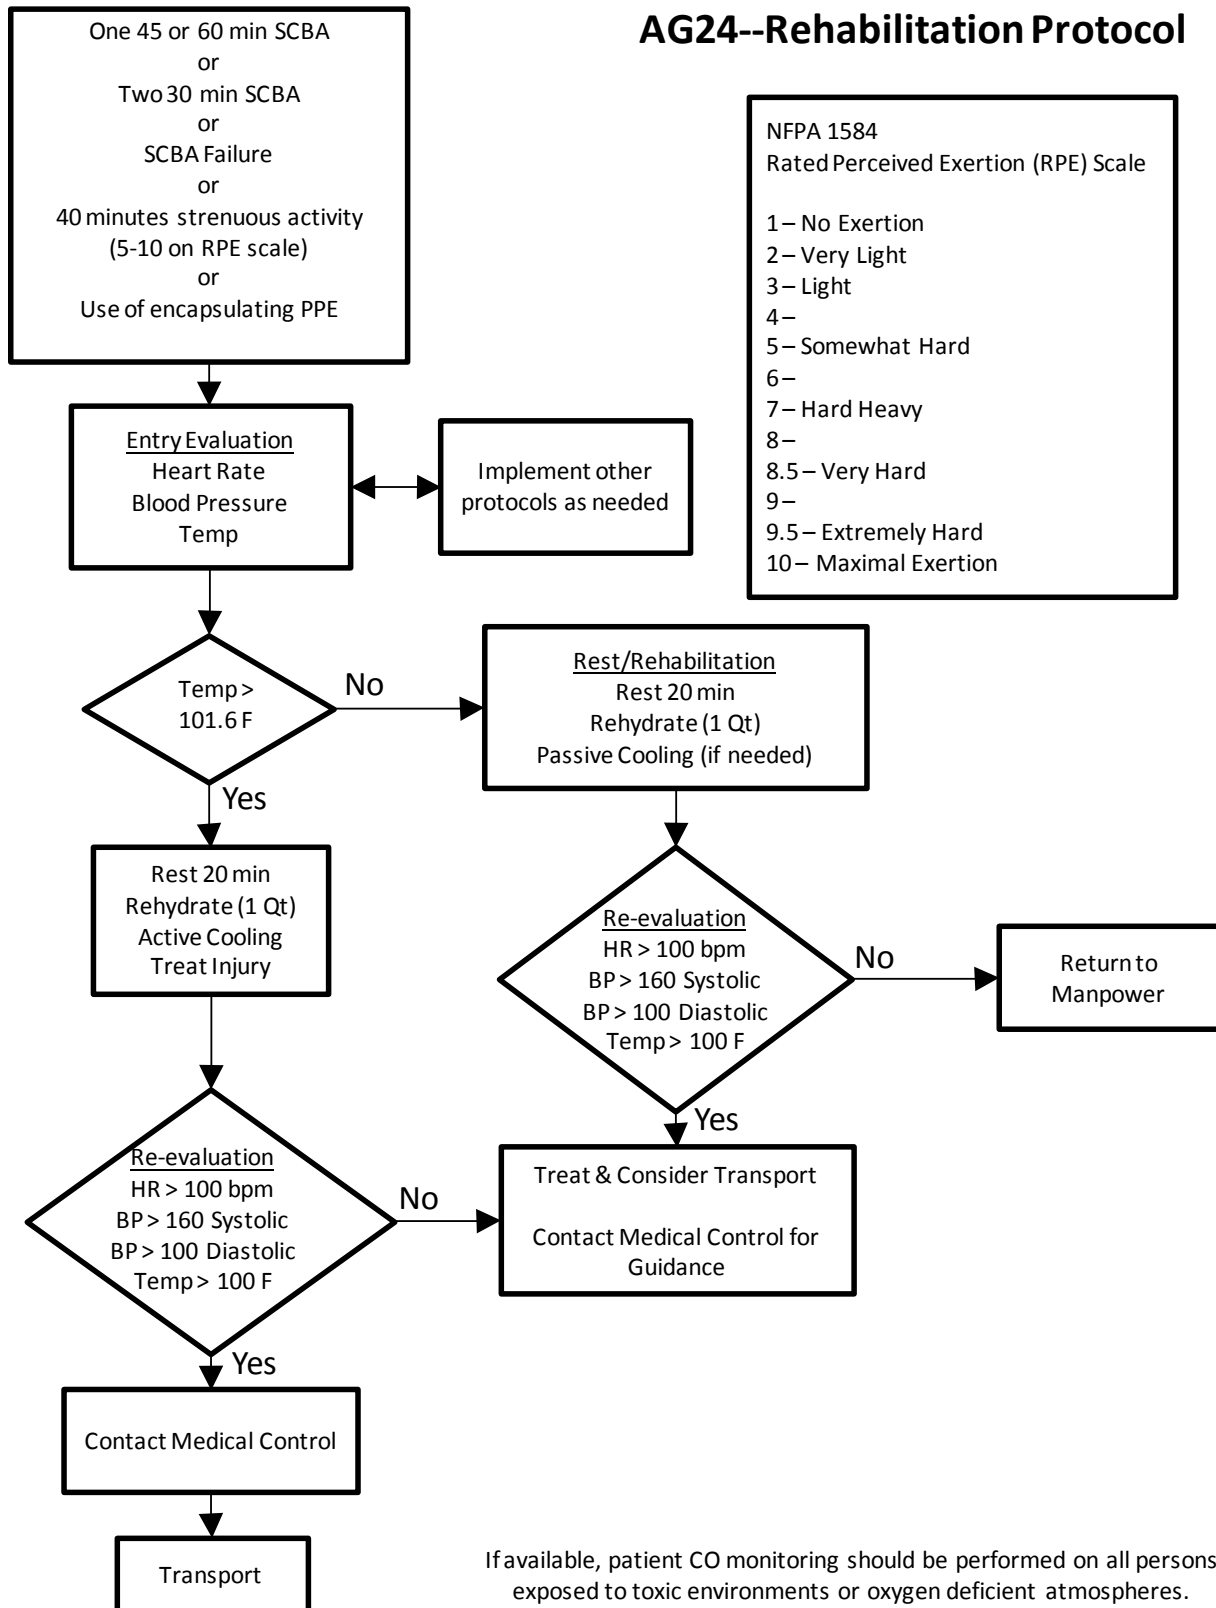 AG24--Rehabilitation Protocol
One 45 or 60 min SCBA
or
Two 30 min SCBA
or
SCBA Failure
or
40 minutes strenuous activity
(5-10 on RPE scale)
or
Use of encapsulating PPE
NFPA 1584
Rated Perceived Exertion (RPE) Scale
1 – No Exertion
2 – Very Light
3 – Light
4 –
5 – Somewhat Hard
6 –
7 – Hard Heavy
8 –
8.5 – Very Hard
9 –
9.5 – Extremely Hard
10 – Maximal Exertion
Entry Evaluation
Heart Rate
Blood Pressure
Temp
Implement other
protocols as needed
Temp >
101.6 F
No
Yes
Rest/Rehabilitation
Rest 20 min
Rehydrate (1 Qt)
Passive Cooling (if needed)
Rest 20 min
Rehydrate (1 Qt)
Active Cooling
Treat Injury
Re-evaluation
HR > 100 bpm
BP > 160 Systolic
BP > 100 Diastolic
Temp > 100 F
No
Yes
Return to
Manpower
Re-evaluation
HR > 100 bpm
BP > 160 Systolic
BP > 100 Diastolic
Temp > 100 F
No
Yes
Treat & Consider Transport
Contact Medical Control for
Guidance
Contact Medical Control
Transport
If available, patient CO monitoring should be performed on all persons
exposed to toxic environments or oxygen deficient atmospheres.